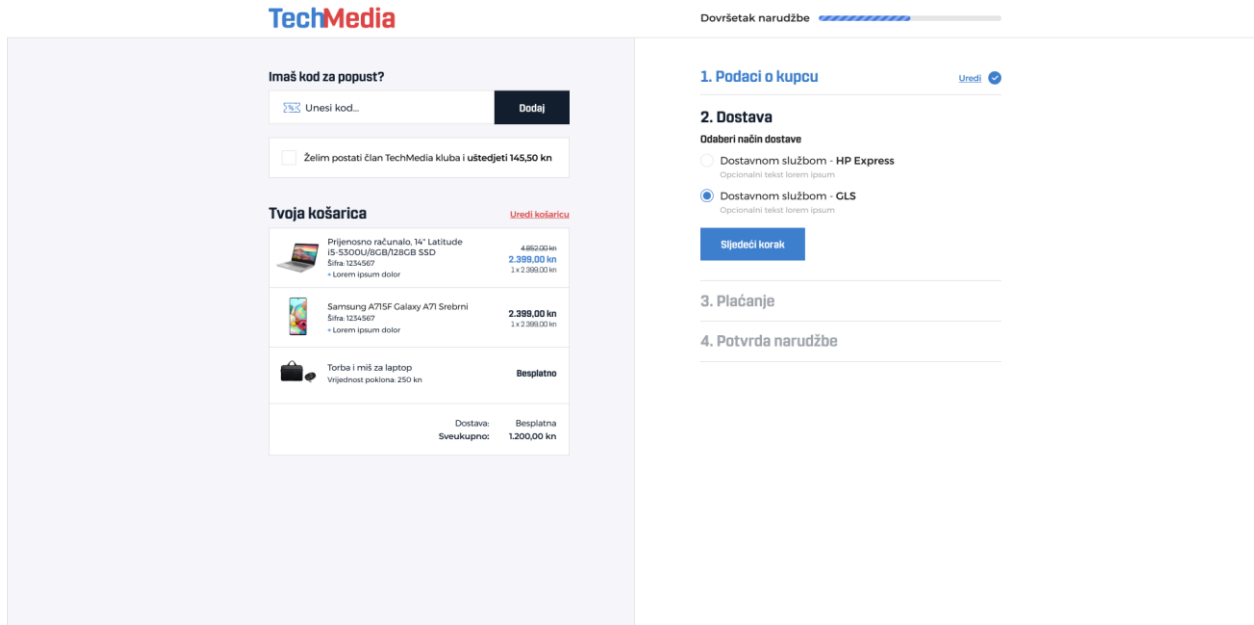 TechMedia
Dovršetak narudžbe
Imaš kod za popust?
Unesi kod...
Dodaj
Želim postati član TechMedia kluba i uštedjeti 145,50 kn
Tvoja košarica
Uredi košaricu
Prijenosno računalo, 14" Latitude
i5-5300U/8GB/128GB SSD
Šifra: 1234567
+ Lorem ipsum dolor
4.852,00 kn
2.399,00 kn
1 x 2.399,00 kn
Samsung A715F Galaxy A71 Srebrni
Šifra: 1234567
+ Lorem ipsum dolor
2.399,00 kn
1 x 2.399,00 kn
Torba i miš za laptop
Vrijednost poklona: 250 kn
Besplatno
Dostava: Besplatna
Sveukupno: 1.200,00 kn
1. Podaci o kupcu
Uredi
2. Dostava
Odaberi način dostave
Dostavnom službom - HP Express
Opcionalni tekst lorem ipsum
Dostavnom službom - GLS
Opcionalni tekst lorem ipsum
Sljedeći korak
3. Plaćanje
4. Potvrda narudžbe